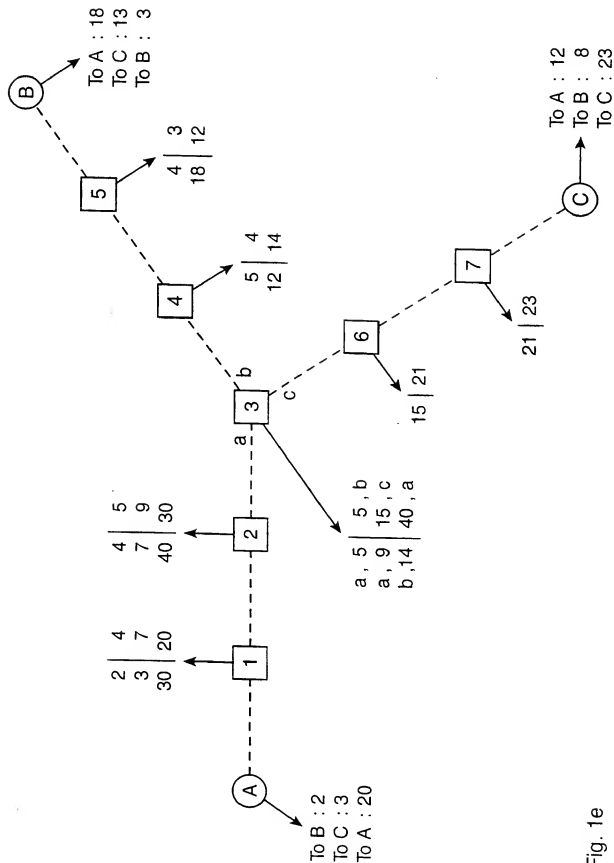 A
To B : 2
To C : 3
To A : 20
1
2 | 4
3 | 7
30 | 20
2
4 | 5
7 | 9
40 | 30
3
a
b
c
a , 5 | 5 , b
a , 9 | 15 , c
b ,14 | 40 , a
4
5 | 4
12 | 14
5
4 | 3
18 | 12
B
To A : 18
To C : 13
To B : 3
6
15 | 21
7
21 | 23
C
To A : 12
To B : 8
To C : 23
Fig. 1e